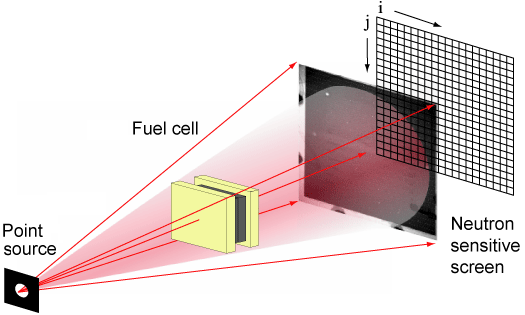 i
j
Fuel cell
Point
source
Neutron
sensitive
screen